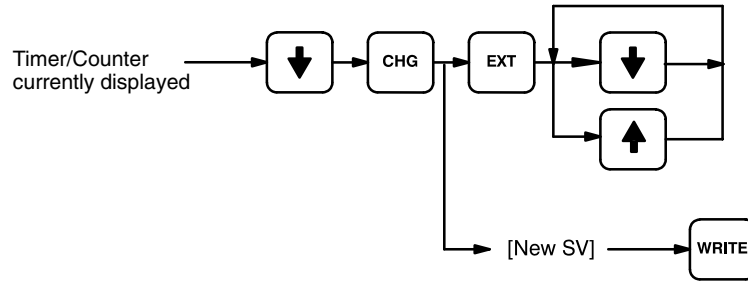 Timer/Counter
currently displayed
CHG
EXT
[New SV]
WRITE